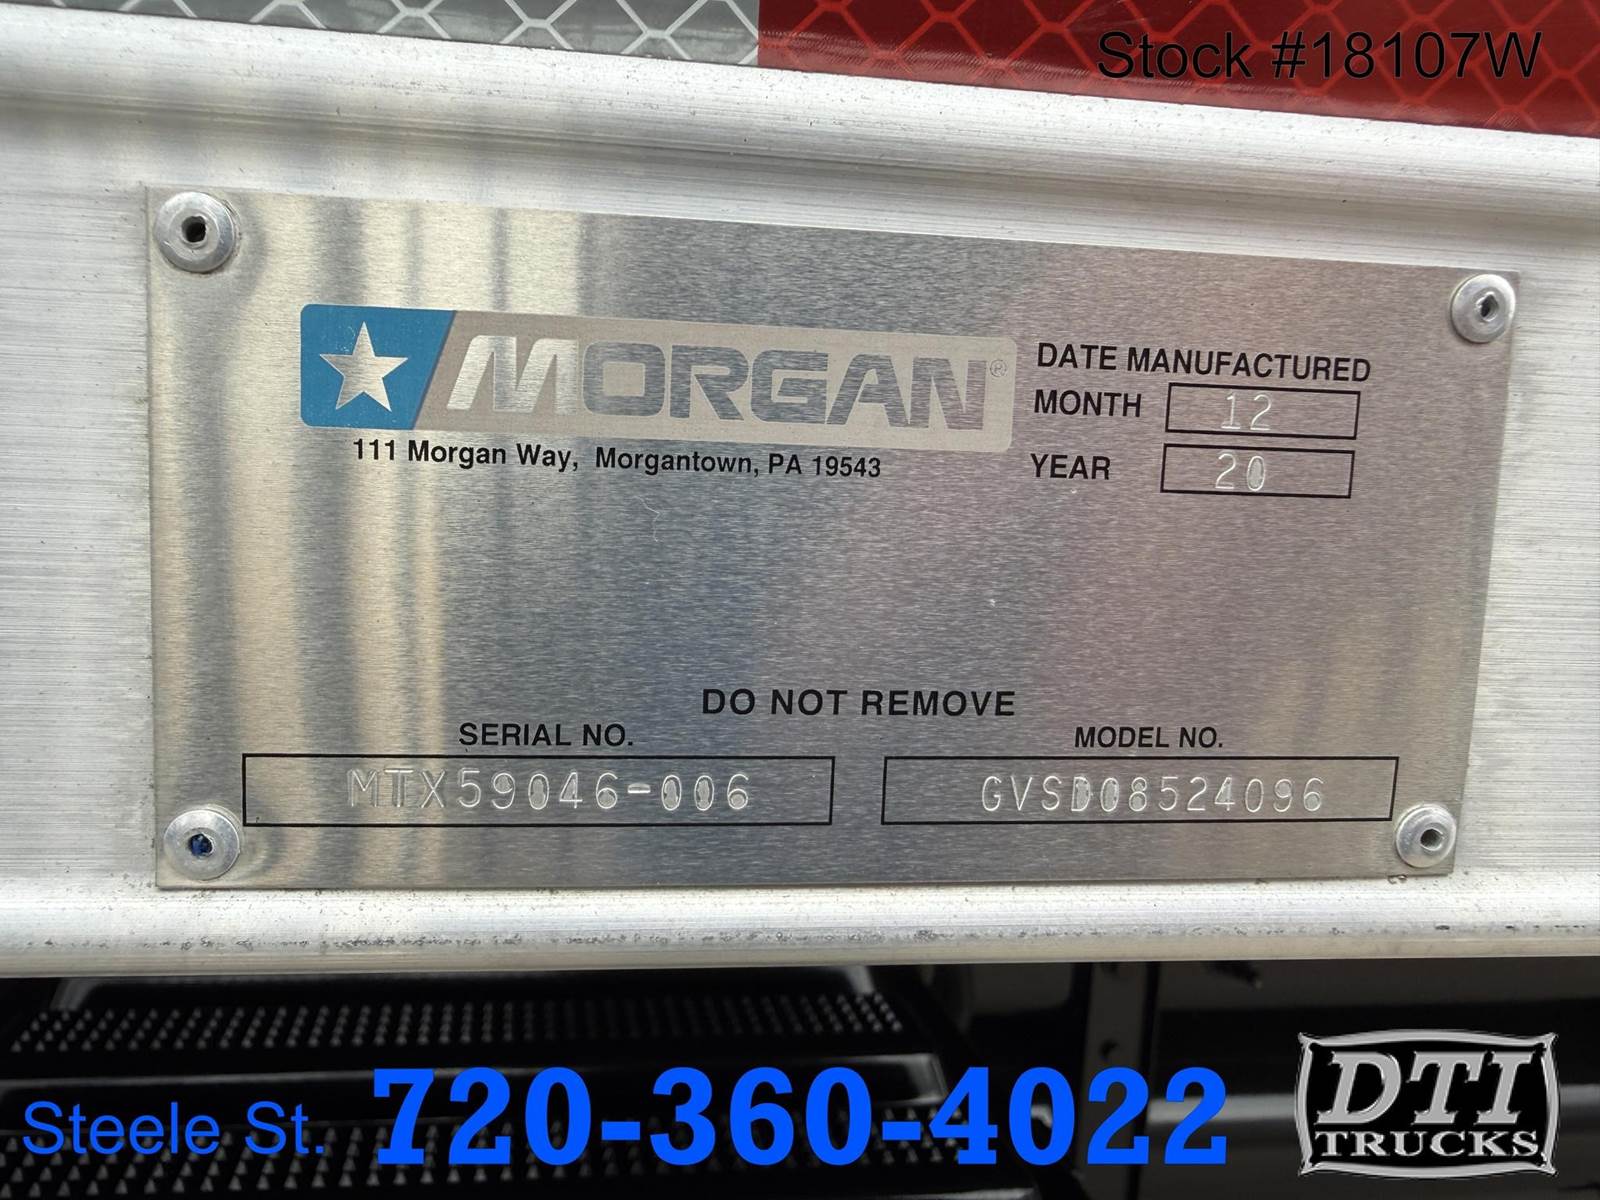 Stock #18107W
MORGAN®
111 Morgan Way, Morgantown, PA 19543
DATE MANUFACTURED
MONTH 12
YEAR 20
DO NOT REMOVE
SERIAL NO.
MTX59046-006
MODEL NO.
GVSD08524096
Steele St. 720-360-4022
DTI
TRUCKS